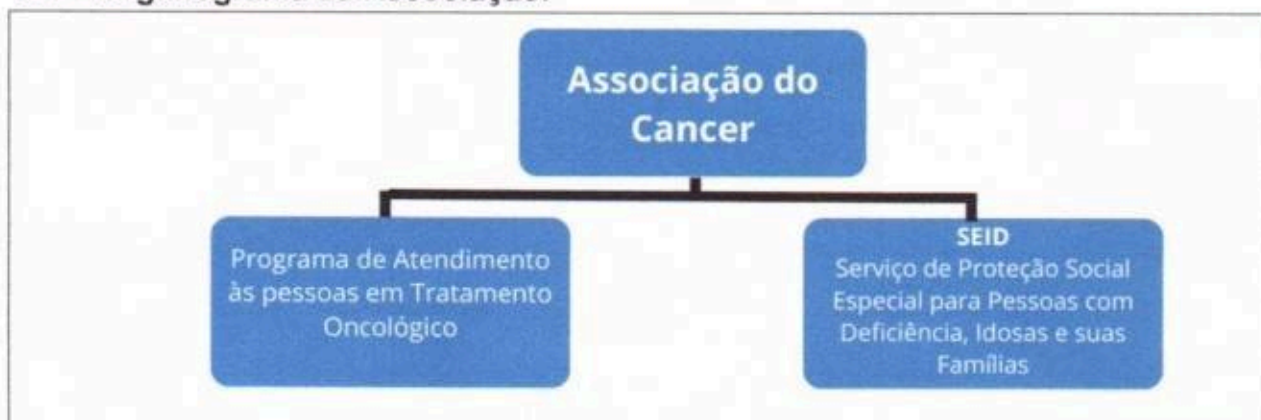 Associação do
Cancer
Programa de Atendimento
às pessoas em Tratamento
Oncológico
SEID
Serviço de Proteção Social
Especial para Pessoas com
Deficiência, Idosas e suas
Famílias